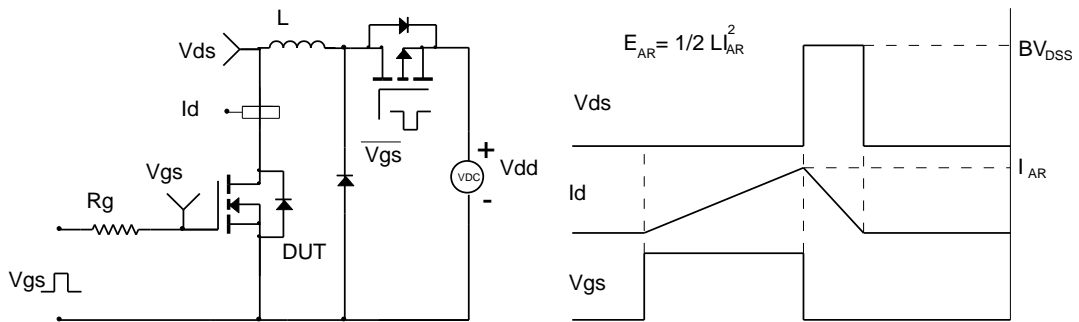 L
Vds
Id
Vgs
Rg
Vgs
DUT
Vgs
+
VDC
Vdd
-
E_AR = 1/2 LI_AR^2
BV_DSS
Vds
I_AR
Id
Vgs